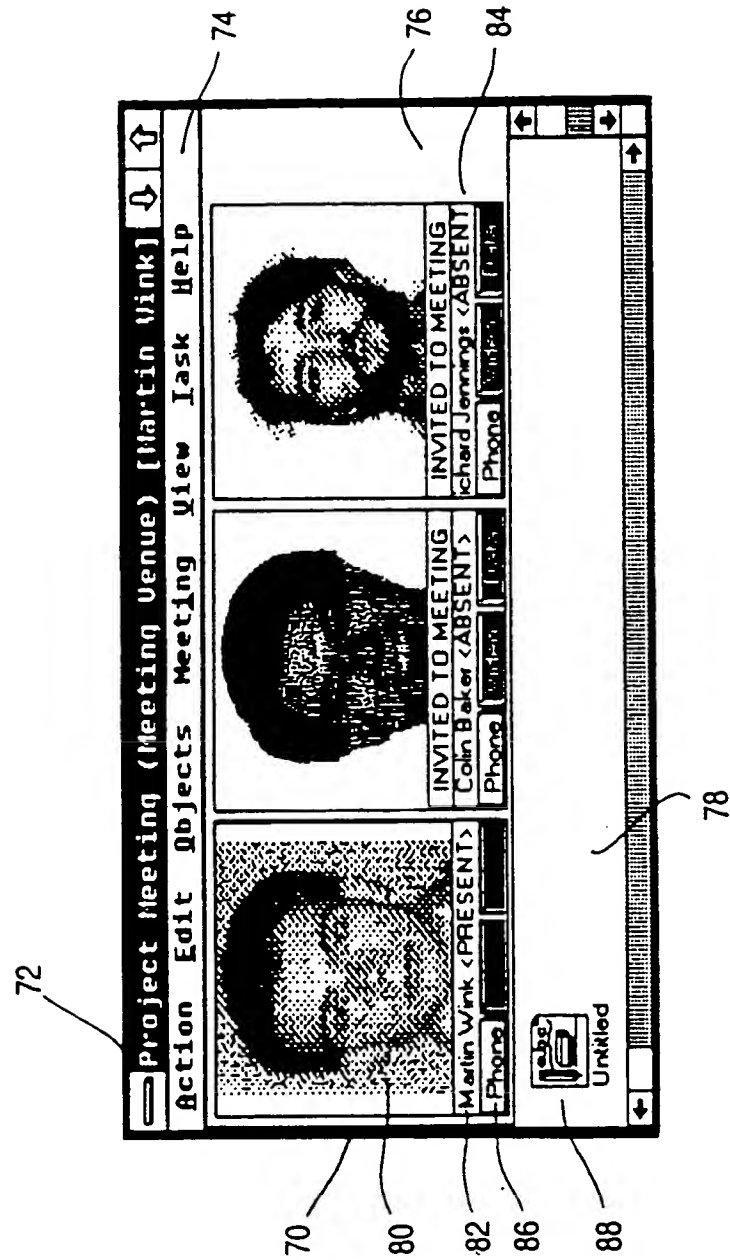 72
Project Meeting (Meeting Venue) [Martin Wink]
Action Edit Objects Meeting View Task Help
74
76
70
80
INVITED TO MEETING
INVITED TO MEETING
Martin Wink <PRESENT>
Colin Baker <ABSENT>
ichard Jennings <ABSENT
82
84
Phone
Phone
Phone
86
abc
Untitled
88
78